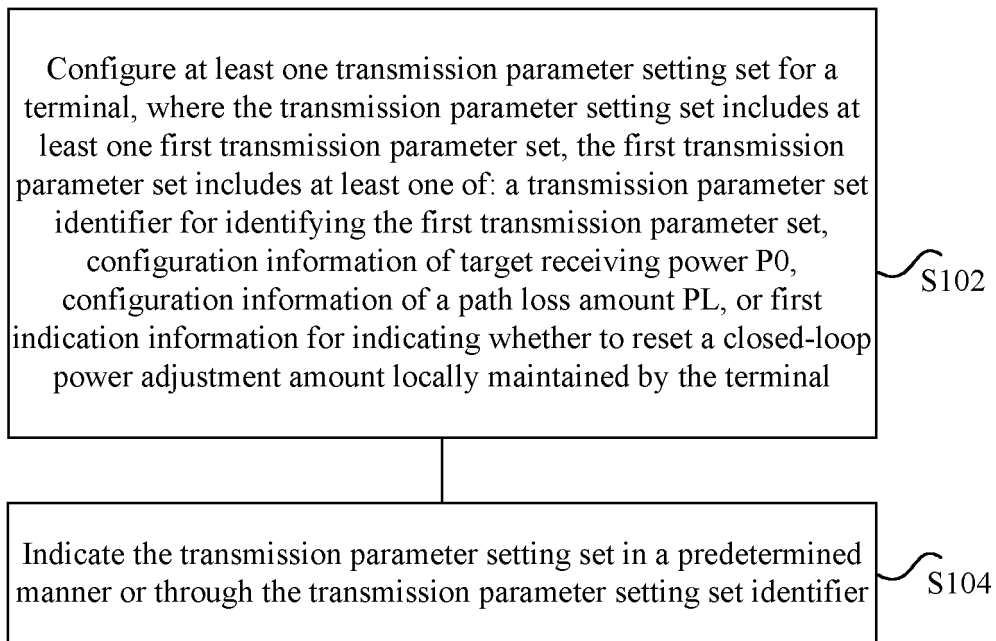 Configure at least one transmission parameter setting set for a
terminal, where the transmission parameter setting set includes at
least one first transmission parameter set, the first transmission
parameter set includes at least one of: a transmission parameter set
identifier for identifying the first transmission parameter set,
configuration information of target receiving power P0,
configuration information of a path loss amount PL, or first
indication information for indicating whether to reset a closed-loop
power adjustment amount locally maintained by the terminal
S102
Indicate the transmission parameter setting set in a predetermined
manner or through the transmission parameter setting set identifier
S104